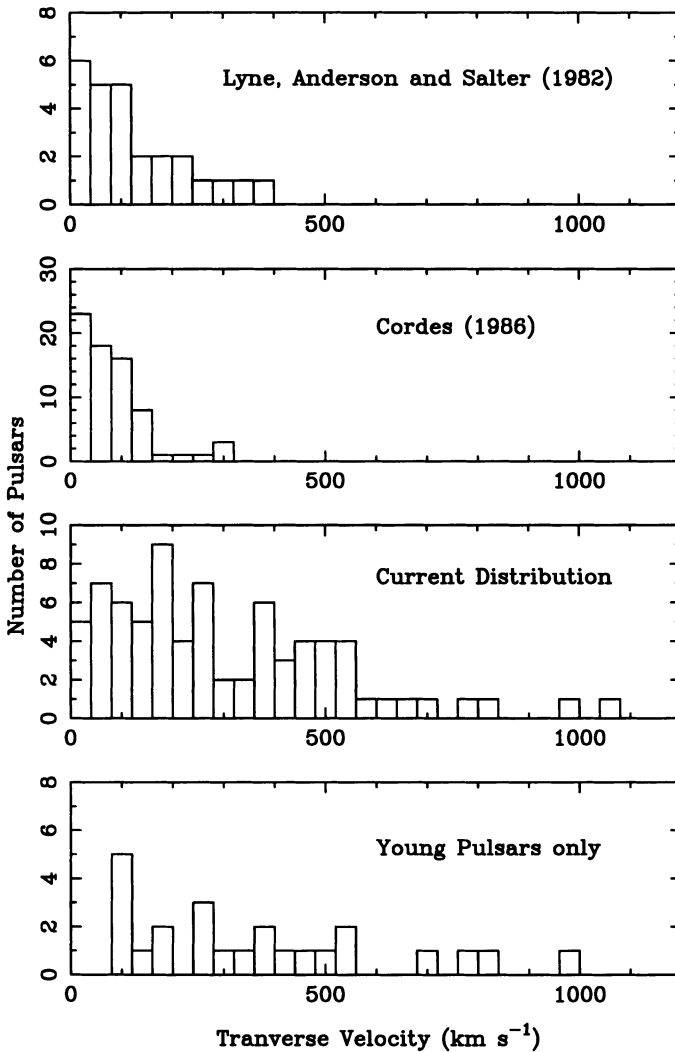 8
6
4
2
0
Lyne, Anderson and Salter (1982)
0 500 1000
30
20
10
0
Cordes (1986)
0 500 1000
Number of Pulsars
10
8
6
4
2
0
Current Distribution
0 500 1000
8
6
4
2
0
Young Pulsars only
0 500 1000
Tranverse Velocity (km s⁻¹)